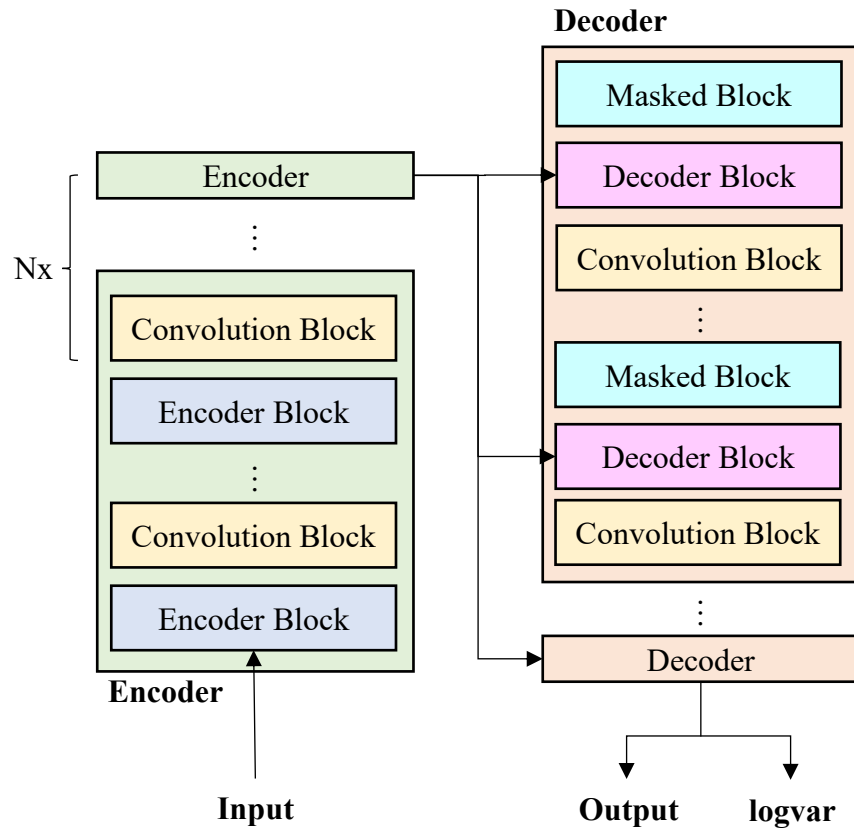 Decoder
Masked Block
Decoder Block
Convolution Block
⋮
Masked Block
Decoder Block
Convolution Block
⋮
Decoder
Output
logvar
Encoder
⋮
Nx
Convolution Block
Encoder Block
⋮
Convolution Block
Encoder Block
Encoder
Input